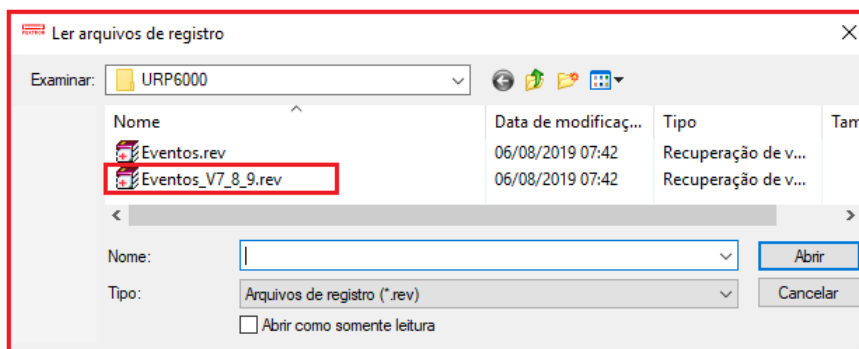 Ler arquivos de registro
Examinar: URP6000
Nome Data de modificaç... Tipo Tam
Eventos.rev 06/08/2019 07:42 Recuperação de v...
Eventos_V7_8_9.rev 06/08/2019 07:42 Recuperação de v...
Nome: Abrir
Tipo: Arquivos de registro (*.rev) Cancelar
Abrir como somente leitura